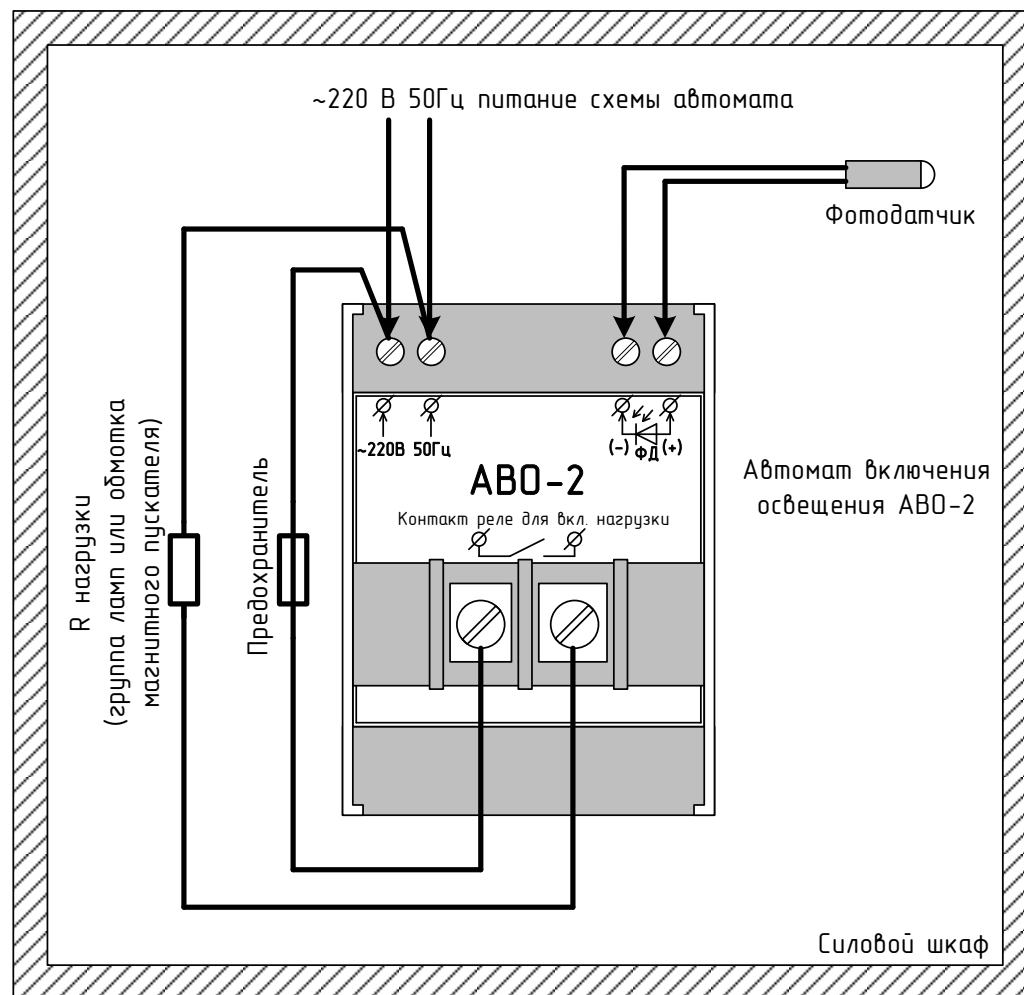 ~220 В 50Гц питание схемы автомата
Фотодатчик
~220В 50Гц
(-) ФД (+)
АВО-2
Контакт реле для вкл. нагрузки
Автомат включения
освещения АВО-2
R нагрузки
(группа ламп или обмотка
магнитного пускателя)
Предохранитель
Силовой шкаф